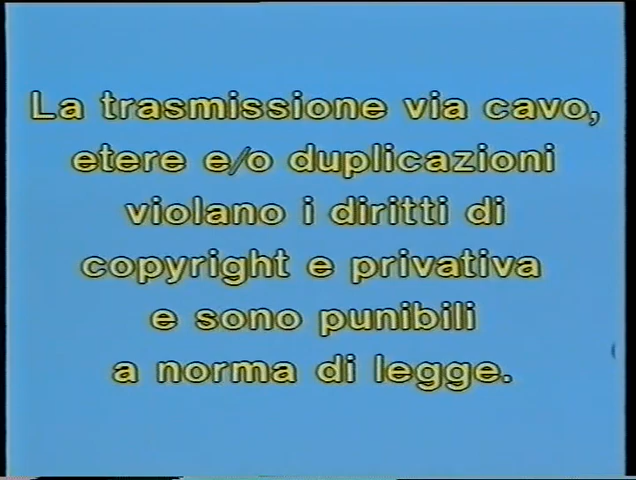 La trasmissione via cavo,
etere e/o duplicazioni
violano i diritti di
copyright e privativa
e sono punibili
a norma di legge.